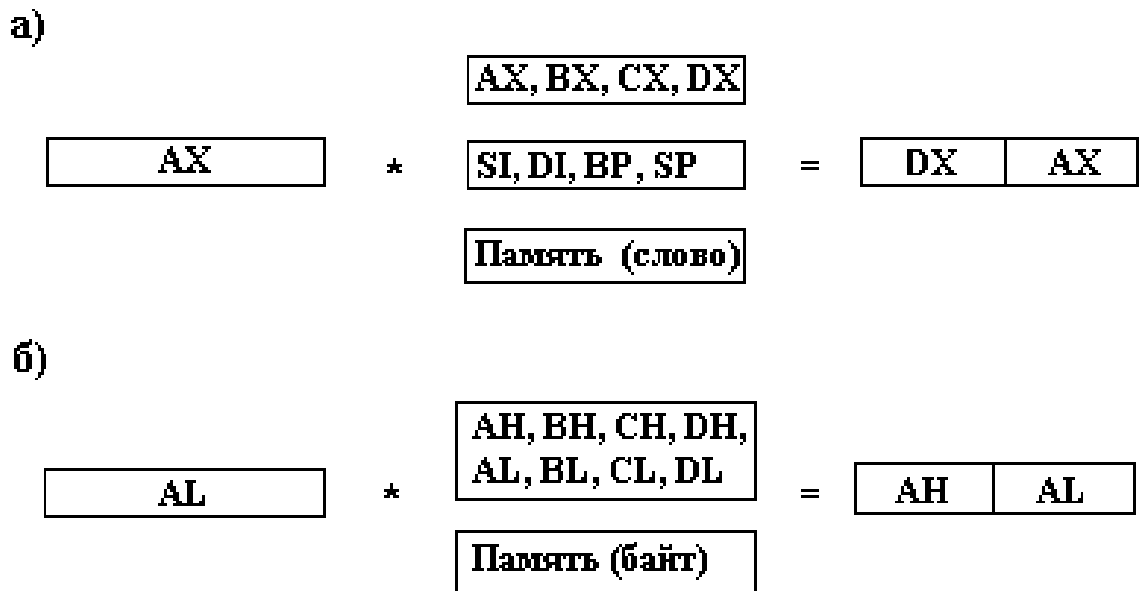 а)
AX, BX, CX, DX
AX * SI, DI, BP, SP = DX AX
Память (слово)
б)
AH, BH, CH, DH,
AL, BL, CL, DL
AL * = AH AL
Память (байт)